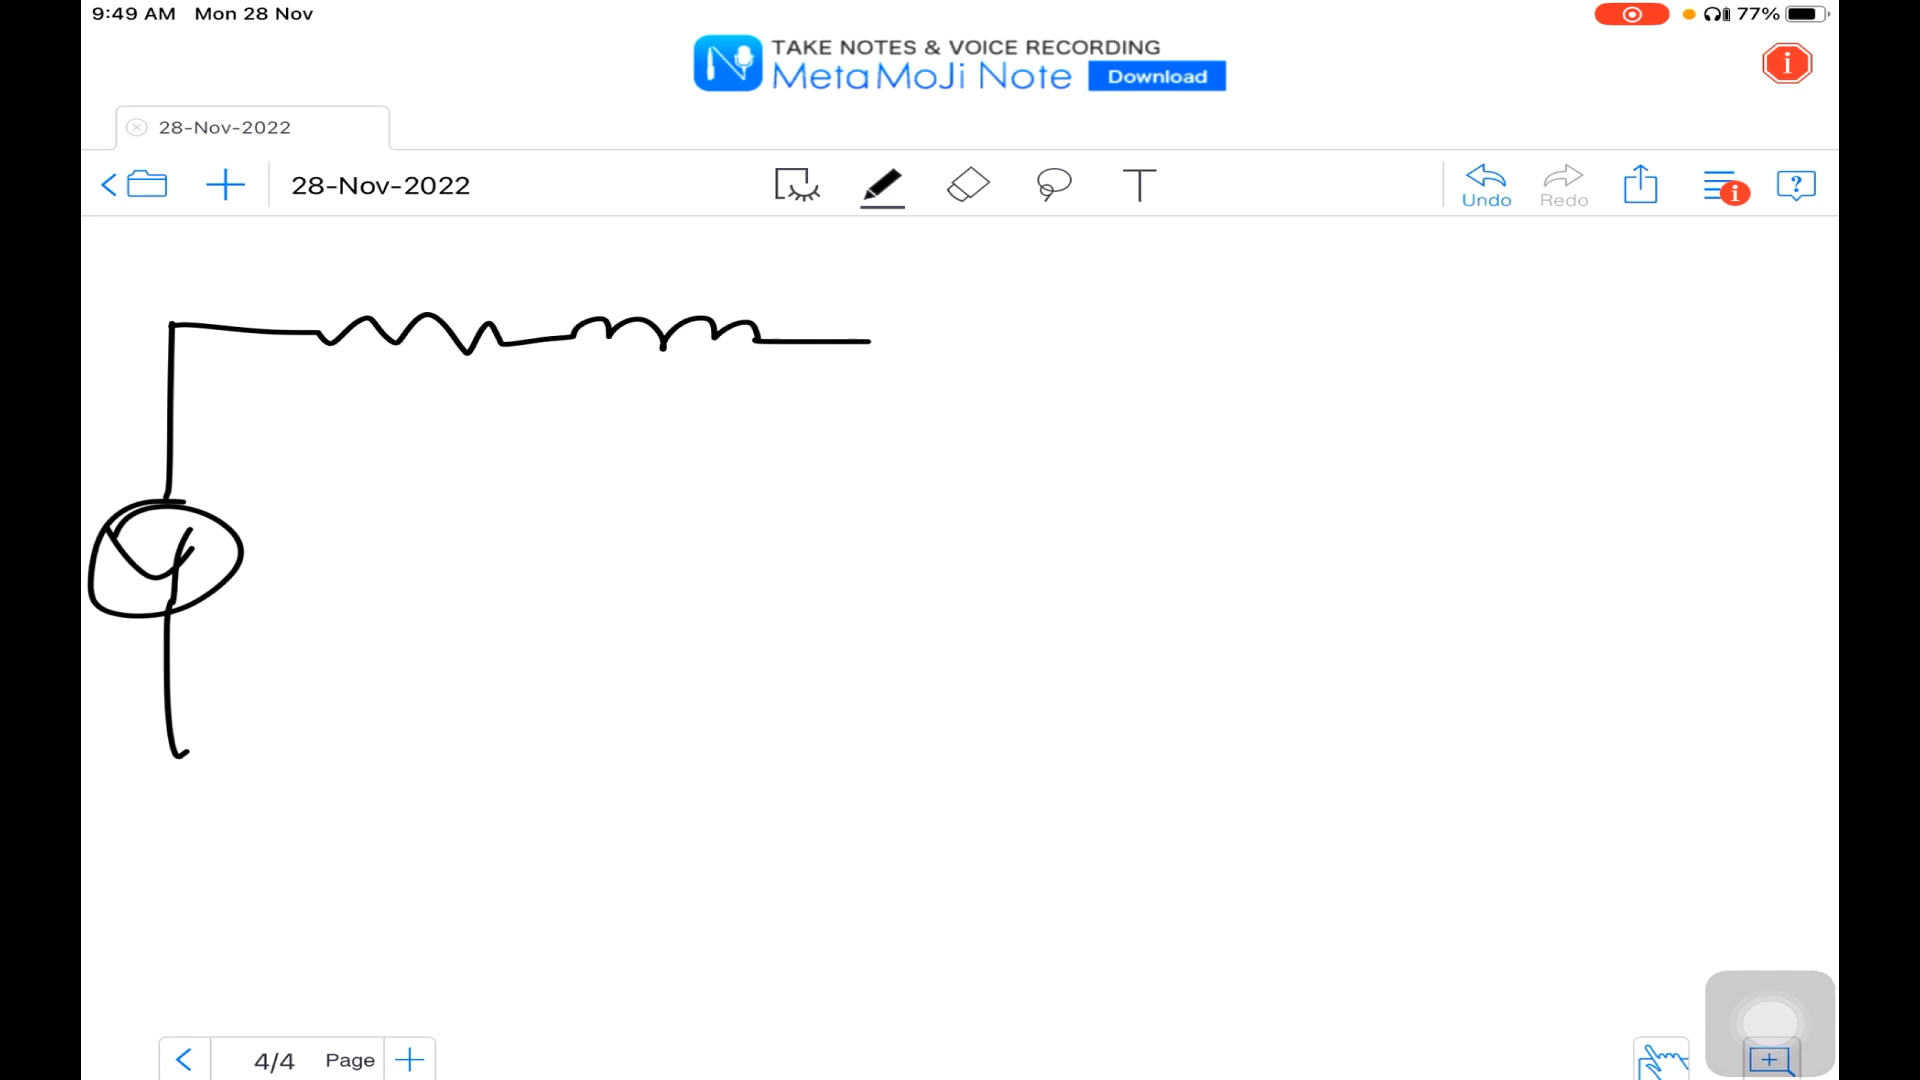 9:49 AM Mon 28 Nov
77%
TAKE NOTES & VOICE RECORDING
MetaMoJi Note Download
28-Nov-2022
28-Nov-2022
Undo
Redo
4/4 Page